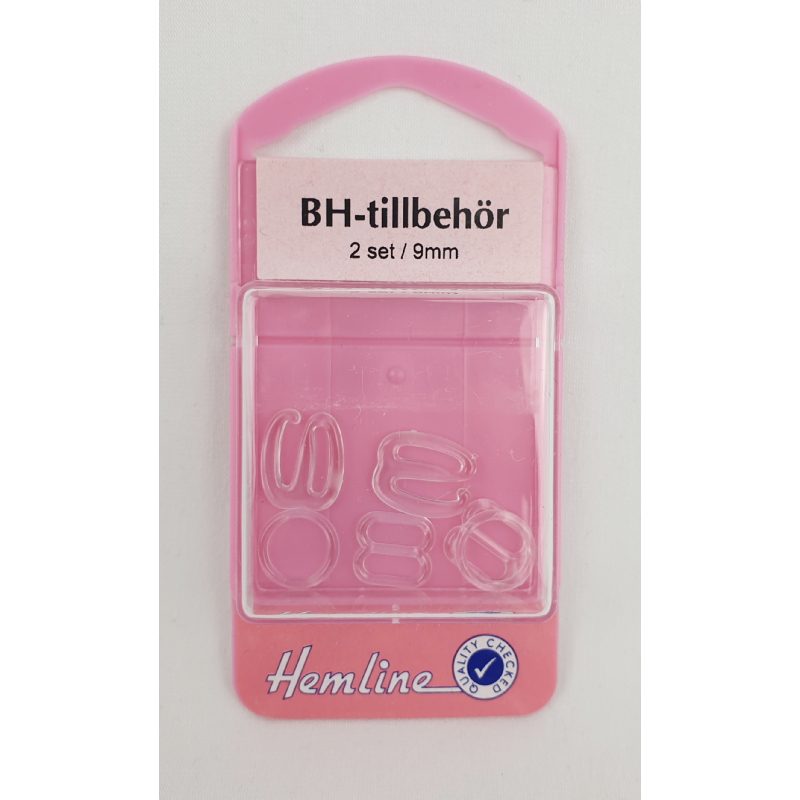 BH-tillbehör
2 set / 9mm
Hemline
QUALITY CHECKED